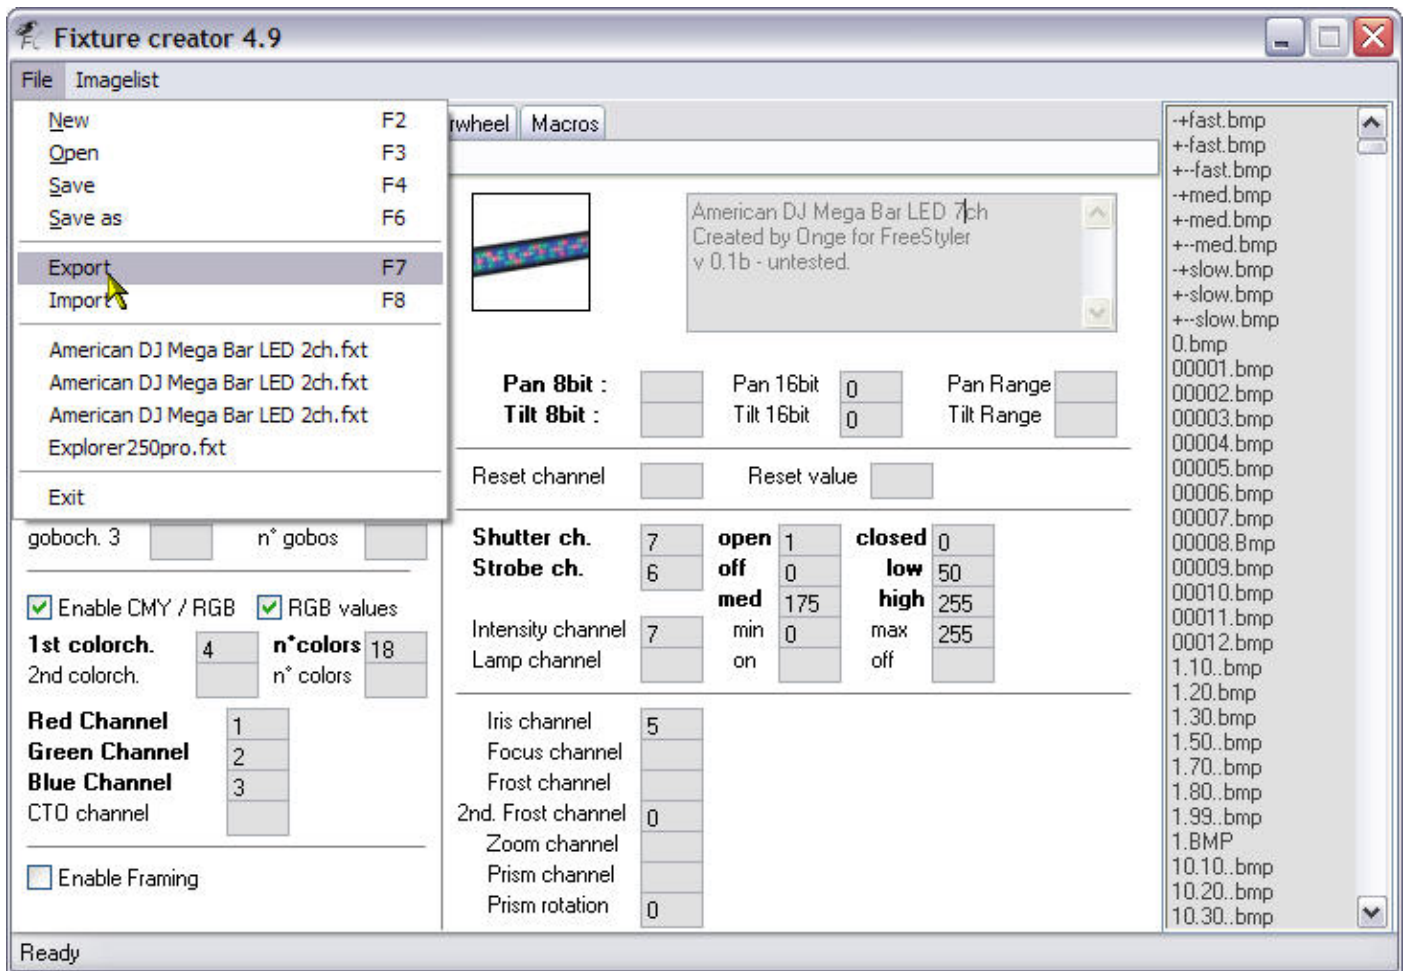 Fixture creator 4.9
File Imagelist
New F2
Open F3
Save F4
Save as F6
Export F7
Import F8
American DJ Mega Bar LED 2ch.fxt
American DJ Mega Bar LED 2ch.fxt
American DJ Mega Bar LED 2ch.fxt
Explorer250pro.fxt
Exit
rwheel Macros
American DJ Mega Bar LED 7ch
Created by Onge for FreeStyler
v 0.1b - untested.
Pan 8bit : Pan 16bit 0 Pan Range
Tilt 8bit : Tilt 16bit 0 Tilt Range
Reset channel Reset value
goboch. 3 n° gobos
Enable CMY / RGB RGB values
1st colorch. 4 n°colors 18
2nd colorch. n° colors
Red Channel 1
Green Channel 2
Blue Channel 3
CTO channel
Enable Framing
Shutter ch. 7 open 1 closed 0
Strobe ch. 6 off 0 low 50
med 175 high 255
Intensity channel 7 min 0 max 255
Lamp channel on off
Iris channel 5
Focus channel
Frost channel
2nd. Frost channel 0
Zoom channel
Prism channel
Prism rotation 0
-+fast.bmp
+-fast.bmp
+--fast.bmp
-+med.bmp
+-med.bmp
+--med.bmp
-+slow.bmp
+-slow.bmp
+--slow.bmp
0.bmp
00001.bmp
00002.bmp
00003.bmp
00004.bmp
00005.bmp
00006.bmp
00007.bmp
00008.Bmp
00009.bmp
00010.bmp
00011.bmp
00012.bmp
1.10..bmp
1.20.bmp
1.30.bmp
1.50..bmp
1.70..bmp
1.80..bmp
1.99..bmp
1.BMP
10.10..bmp
10.20..bmp
10.30..bmp
Ready